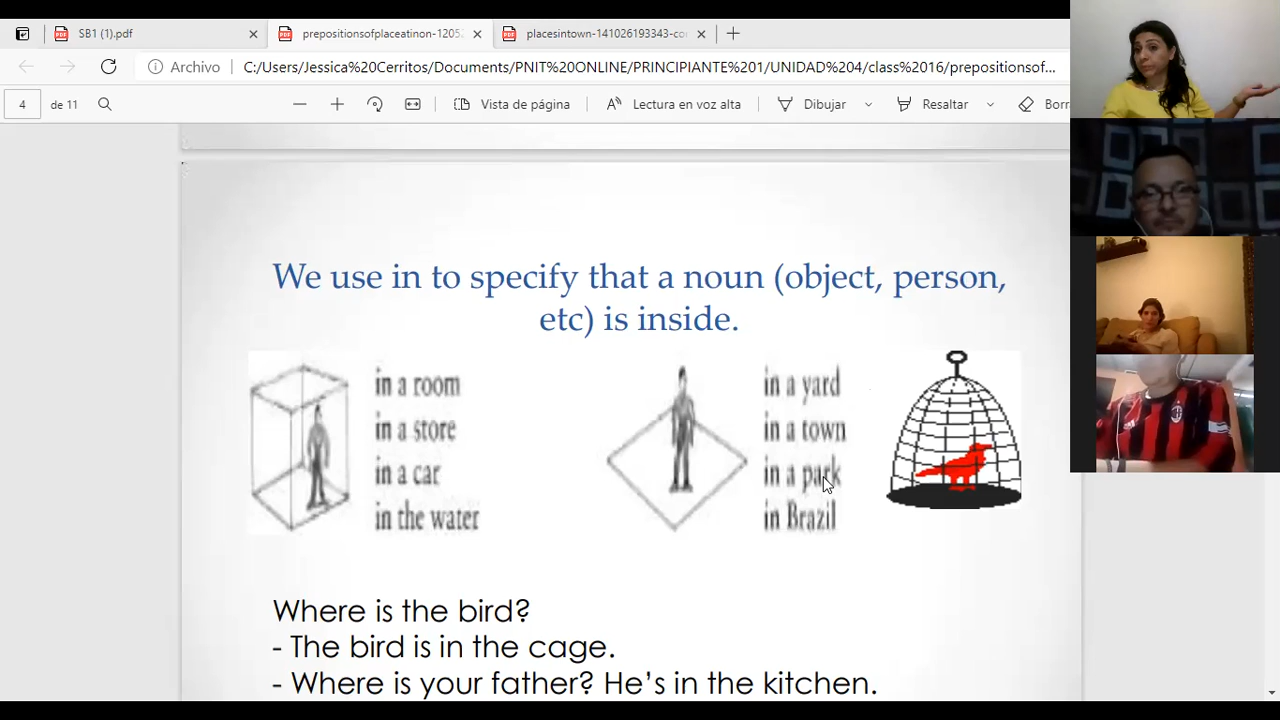 SB1 (1).pdf
prepositionsofplaceatinon-1205
placesintown-141026193343-co
Archivo
C:/Users/Jessica%20Cerritos/Documents/PNIT%20ONLINE/PRINCIPIANTE%201/UNIDAD%204/class%2016/prepositionsof...
4 de 11
Vista de página
Lectura en voz alta
Dibujar
Resaltar
Borr
We use in to specify that a noun (object, person,
etc) is inside.
in a room
in a store
in a car
in the water
in a yard
in a town
in a park
in Brazil
Where is the bird?
- The bird is in the cage.
- Where is your father? He's in the kitchen.